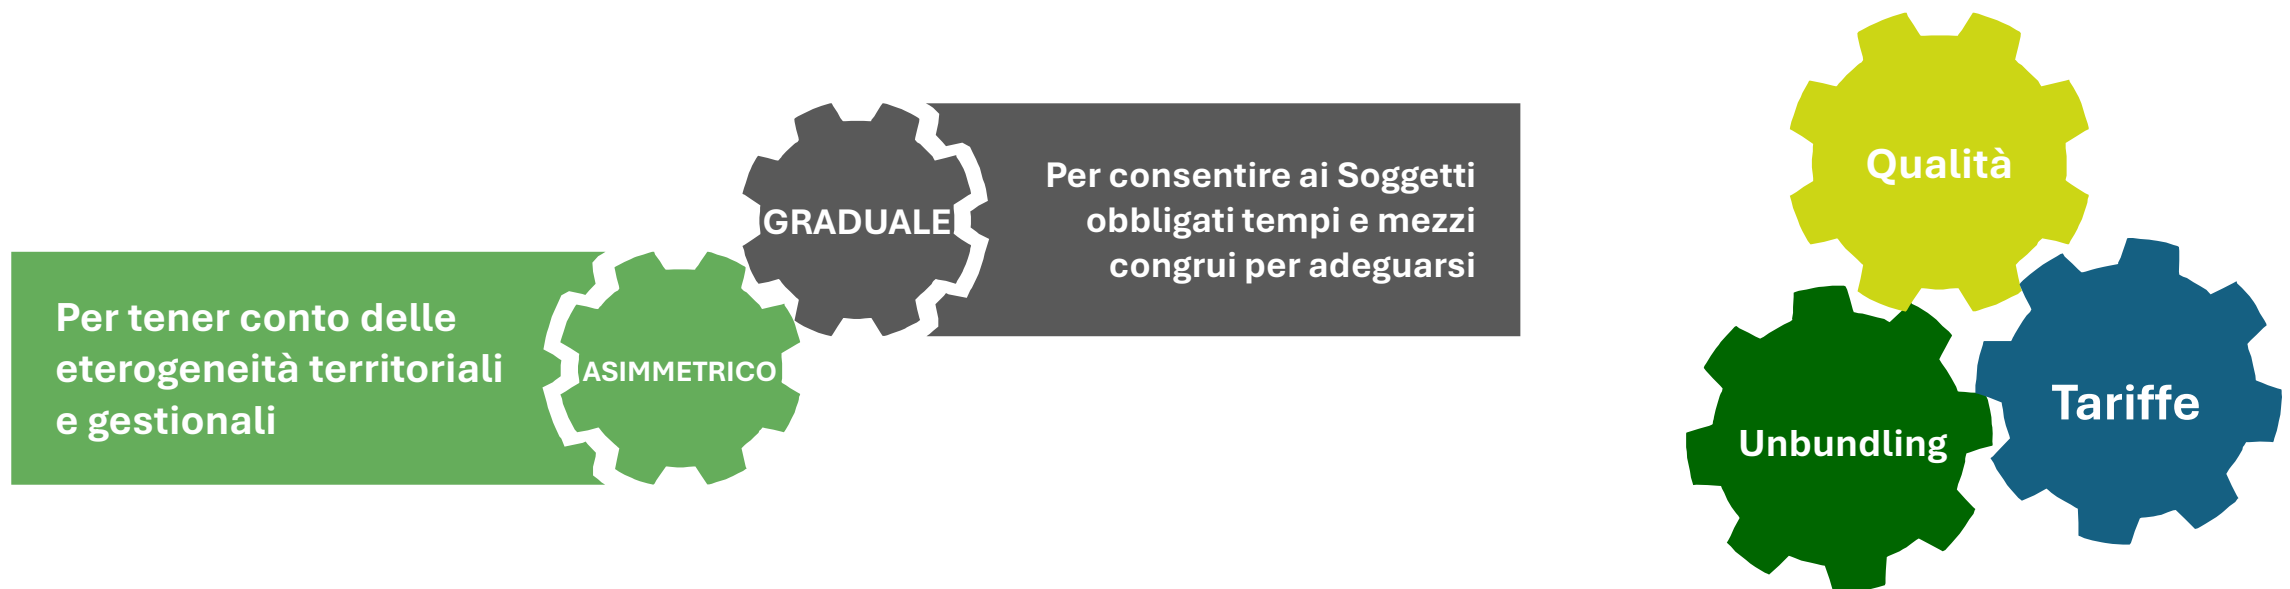 Per tener conto delle
eterogeneità territoriali
e gestionali
ASIMMETRICO
GRADUALE
Per consentire ai Soggetti
obbligati tempi e mezzi
congrui per adeguarsi
Qualità
Unbundling
Tariffe